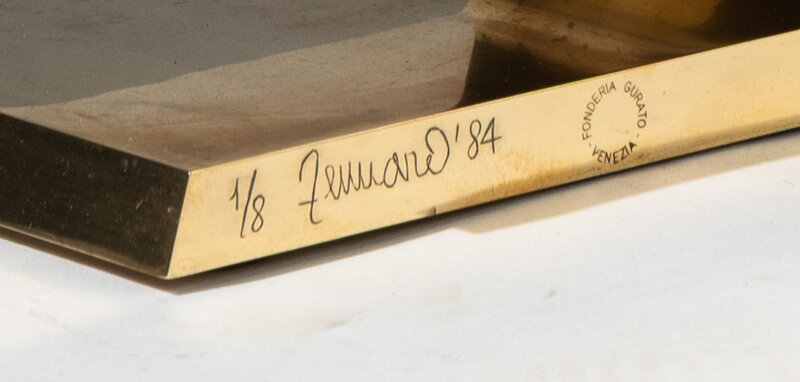 1/8 Zennaro '84
FONDERIA GURATO · VENEZIA ·